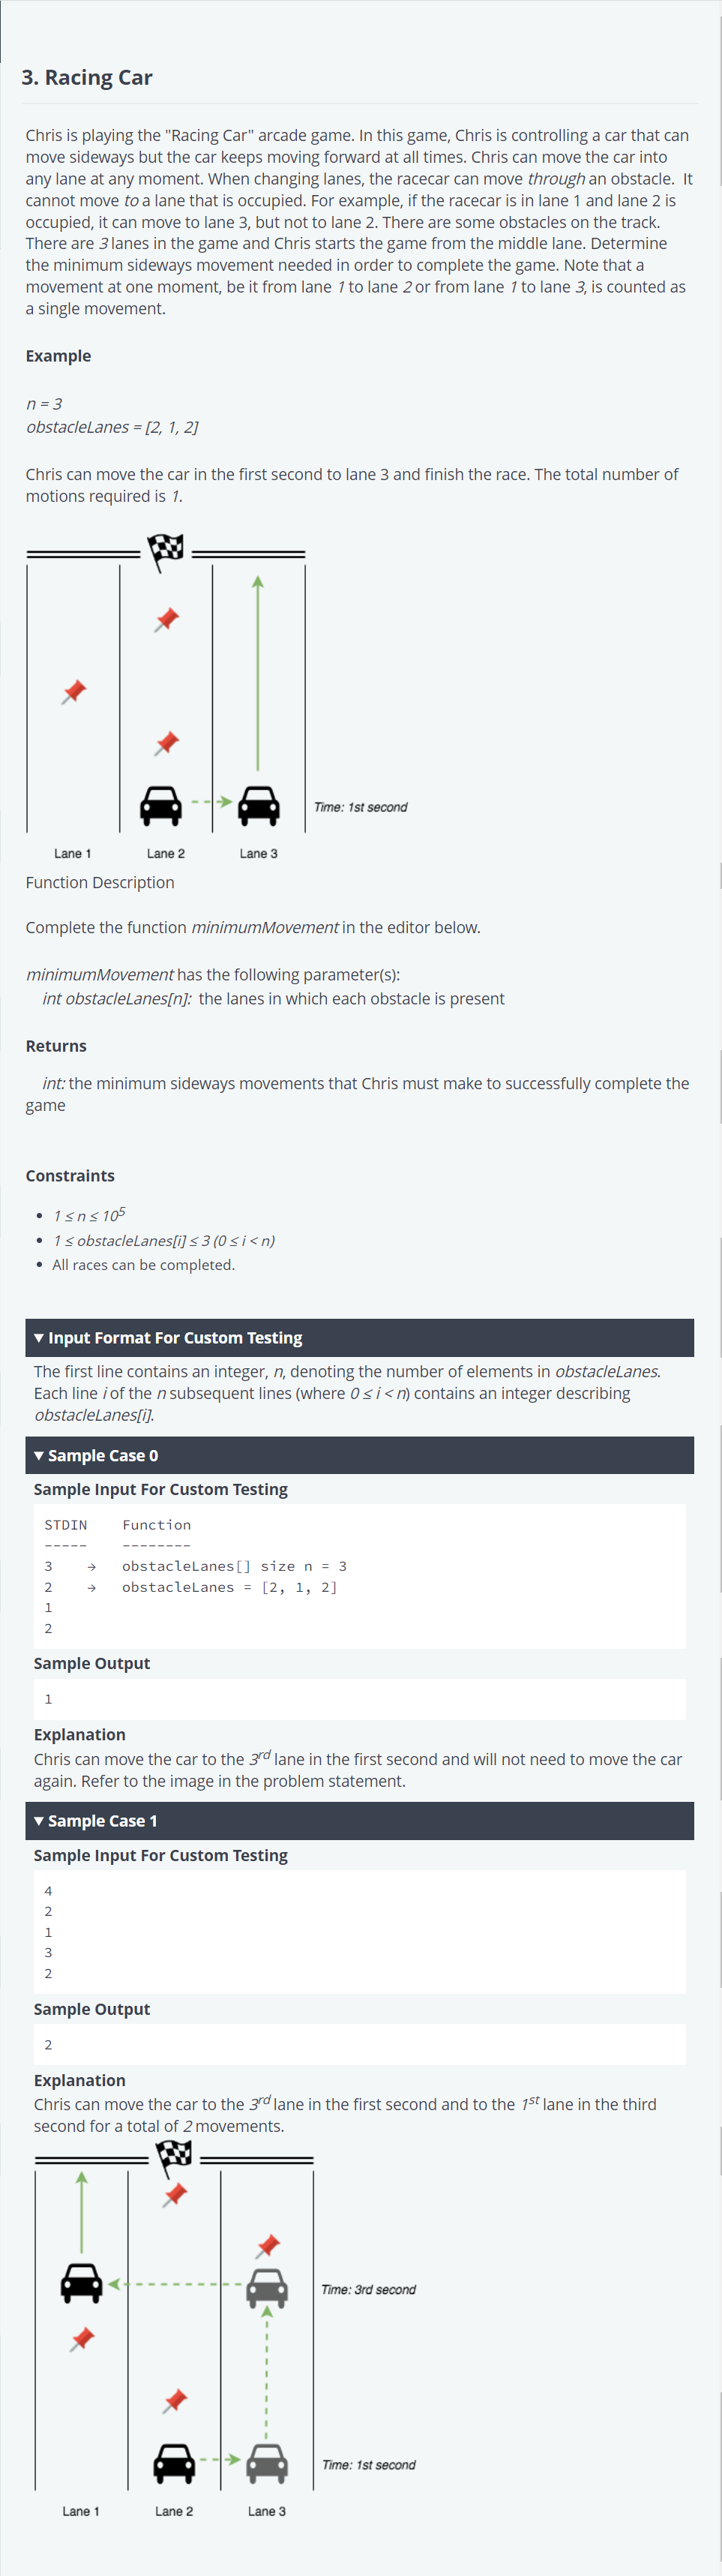 3. Racing Car
Chris is playing the "Racing Car" arcade game. In this game, Chris is controlling a car that can
move sideways but the car keeps moving forward at all times. Chris can move the car into
any lane at any moment. When changing lanes, the racecar can move through an obstacle.  It
cannot move to a lane that is occupied. For example, if the racecar is in lane 1 and lane 2 is
occupied, it can move to lane 3, but not to lane 2. There are some obstacles on the track.
There are 3 lanes in the game and Chris starts the game from the middle lane. Determine
the minimum sideways movement needed in order to complete the game. Note that a
movement at one moment, be it from lane 1 to lane 2 or from lane 1 to lane 3, is counted as
a single movement.
Example
n = 3
obstacleLanes = [2, 1, 2]
Chris can move the car in the first second to lane 3 and finish the race. The total number of
motions required is 1.
Time: 1st second
Lane 1 Lane 2 Lane 3
Function Description
Complete the function minimumMovement in the editor below.
minimumMovement has the following parameter(s):
int obstacleLanes[n]: the lanes in which each obstacle is present
Returns
int: the minimum sideways movements that Chris must make to successfully complete the
game
Constraints
• 1 ≤ n ≤ 10⁵
• 1 ≤ obstacleLanes[i] ≤ 3 (0 ≤ i < n)
• All races can be completed.
▼ Input Format For Custom Testing
The first line contains an integer, n, denoting the number of elements in obstacleLanes.
Each line i of the n subsequent lines (where 0 ≤ i < n) contains an integer describing
obstacleLanes[i].
▼ Sample Case 0
Sample Input For Custom Testing
STDIN Function
----- --------
3 → obstacleLanes[] size n = 3
2 → obstacleLanes = [2, 1, 2]
1
2
Sample Output
1
Explanation
Chris can move the car to the 3rd lane in the first second and will not need to move the car
again. Refer to the image in the problem statement.
▼ Sample Case 1
Sample Input For Custom Testing
4
2
1
3
2
Sample Output
2
Explanation
Chris can move the car to the 3rd lane in the first second and to the 1st lane in the third
second for a total of 2 movements.
Time: 3rd second
Time: 1st second
Lane 1 Lane 2 Lane 3